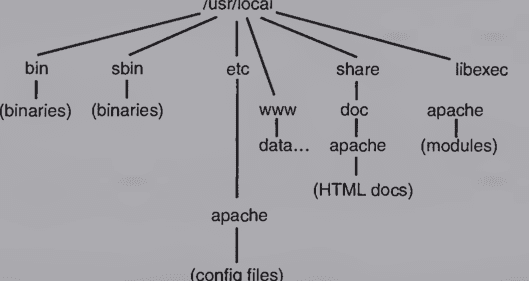 /usr/local
bin sbin etc share libexec
(binaries) (binaries) www doc apache
data... apache (modules)
(HTML docs)
apache
(config files)